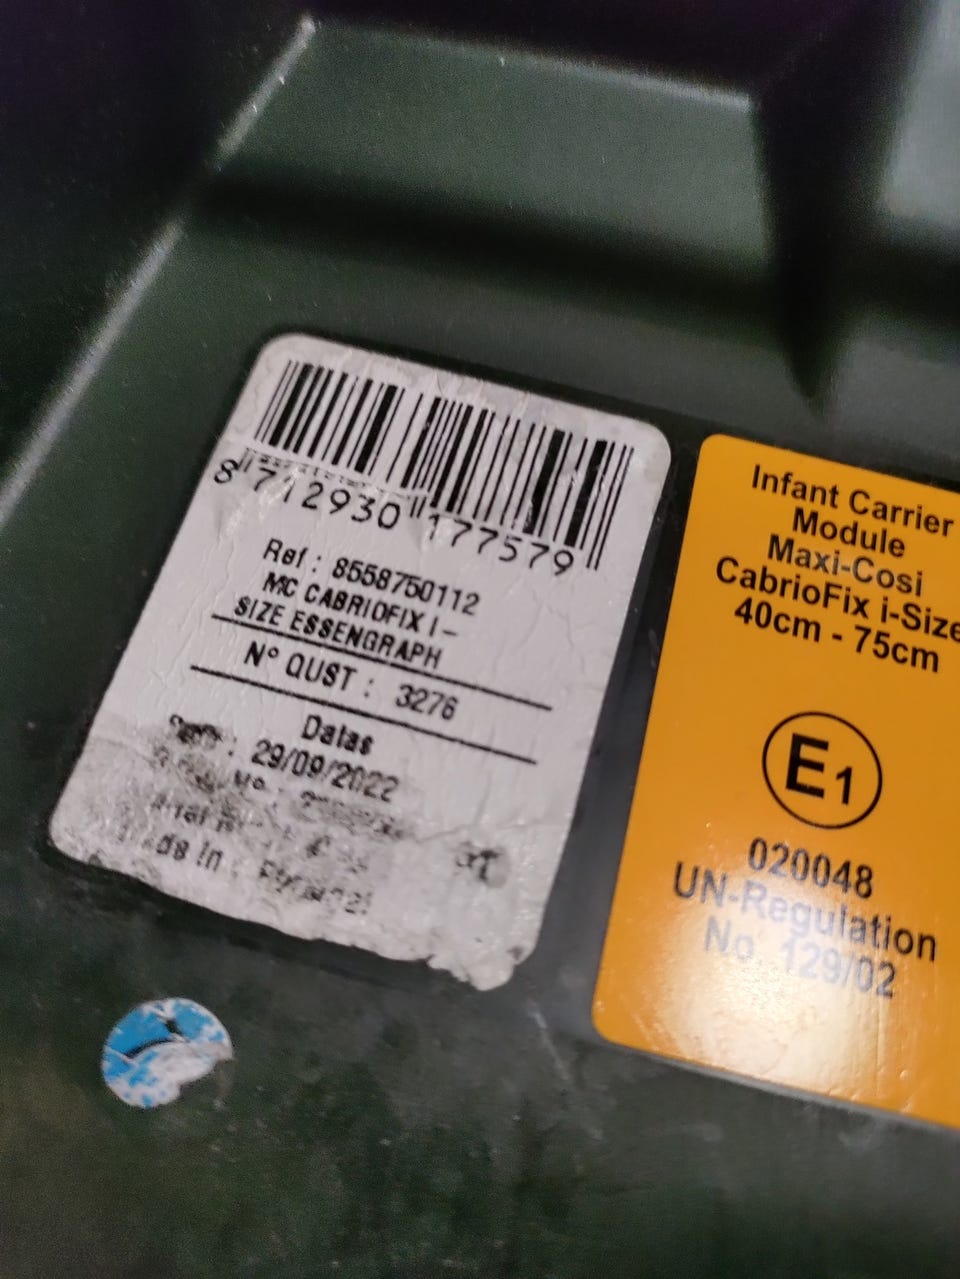 8 712930 177579
Ref : 8558750112
MC CABRIOFIX I -
SIZE ESSENGRAPH
N° QUST : 3276
Datas
: 29/09/2022
Infant Carrier
Module
Maxi-Cosi
CabrioFix i-Size
40cm - 75cm
E1
020048
UN-Regulation
No. 129/02